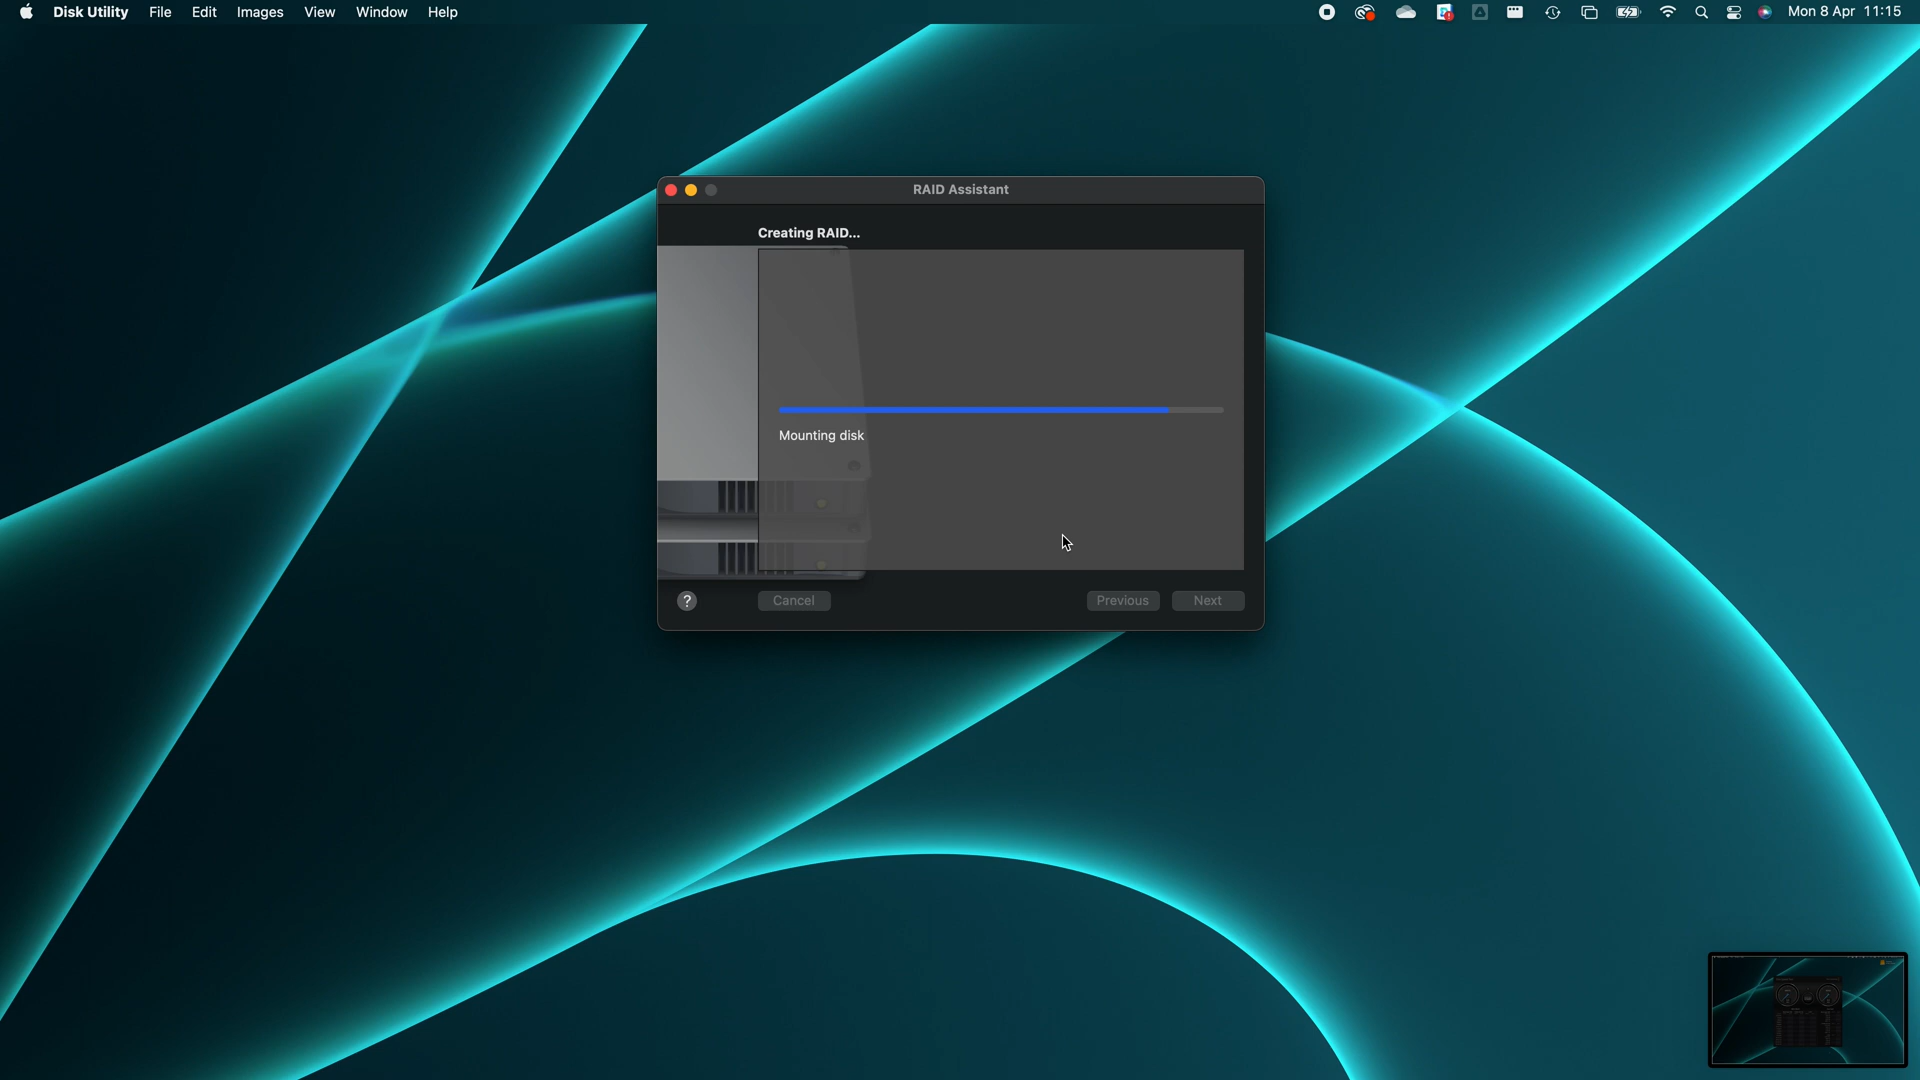 Disk Utility File Edit Images View Window Help Mon 8 Apr 11:15
RAID Assistant
Creating RAID...
Mounting disk
? Cancel Previous Next